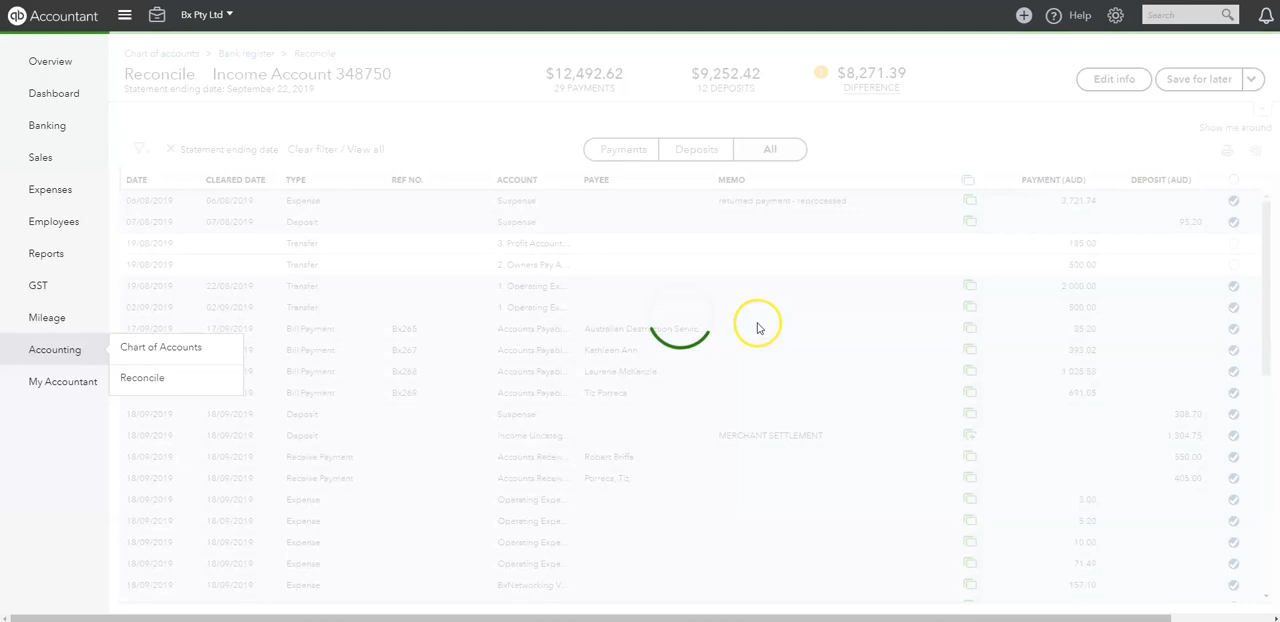 qb Accountant Bx Pty Ltd Help Search
Overview
Dashboard
Banking
Sales
Expenses
Employees
Reports
GST
Mileage
Accounting
My Accountant
Chart of Accounts
Reconcile
Chart of accounts > Bank register > Reconcile
Reconcile Income Account 348750
Statement ending date: September 22, 2019
$12,492.62
29 PAYMENTS
$9,252.42
12 DEPOSITS
$8,271.39
DIFFERENCE
Edit info Save for later
Show me around
Statement ending date Clear filter / View all
Payments Deposits All
DATE CLEARED DATE TYPE REF NO. ACCOUNT PAYEE MEMO PAYMENT (AUD) DEPOSIT (AUD)
06/08/2019 06/08/2019 Expense Suspense returned payment - reprocessed... 3,721.74
07/08/2019 07/08/2019 Deposit Suspense 95.20
19/08/2019 Transfer 3. Profit Account... 185.00
19/08/2019 Transfer 2. Owners Pay A... 500.00
19/08/2019 22/08/2019 Transfer 1. Operating Ex... 2,000.00
02/09/2019 02/09/2019 Transfer 1. Operating Ex... 500.00
17/09/2019 17/09/2019 Bill Payment Bx265 Accounts Payabl... Australian Destruction Servic... 35.20
Bill Payment Bx267 Accounts Payabl... Kathleen Ann 393.02
Bill Payment Bx268 Accounts Payabl... Laurene McKenzie
Bill Payment Bx269 Accounts Payabl... Tiz Porreca 691.05
18/09/2019 18/09/2019 Deposit Suspense 308.70
18/09/2019 18/09/2019 Deposit Income Uncateg... MERCHANT SETTLEMENT 1,304.75
18/09/2019 18/09/2019 Receive Payment Accounts Receiv... Robert Briffa 550.00
18/09/2019 18/09/2019 Receive Payment Accounts Receiv... Porreca, Tiz 405.00
18/09/2019 18/09/2019 Expense Operating Expe... 3.00
18/09/2019 18/09/2019 Expense Operating Expe... 5.20
18/09/2019 18/09/2019 Expense Operating Expe... 10.00
18/09/2019 18/09/2019 Expense Operating Expe... 71.49
18/09/2019 18/09/2019 Expense BxNetworking V... 157.10